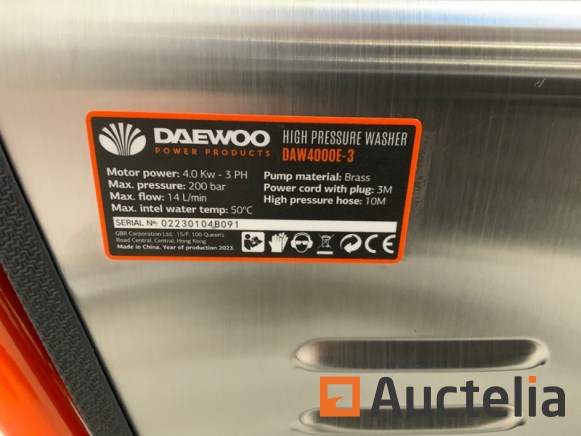 DAEWOO
POWER PRODUCTS
HIGH PRESSURE WASHER
DAW4000E-3
Motor power: 4.0 Kw - 3 PH
Max. pressure: 200 bar
Max. flow: 14 L/min
Max. intel water temp: 50°C
Pump material: Brass
Power cord with plug: 3M
High pressure hose: 10M
SERIAL Nº: 02230104B091
GBR Corporation Ltd. 15/F. 100 Queen's
Road Central, Central, Hong Kong
Made in China. Year of production 2023.
CE
Auctelia